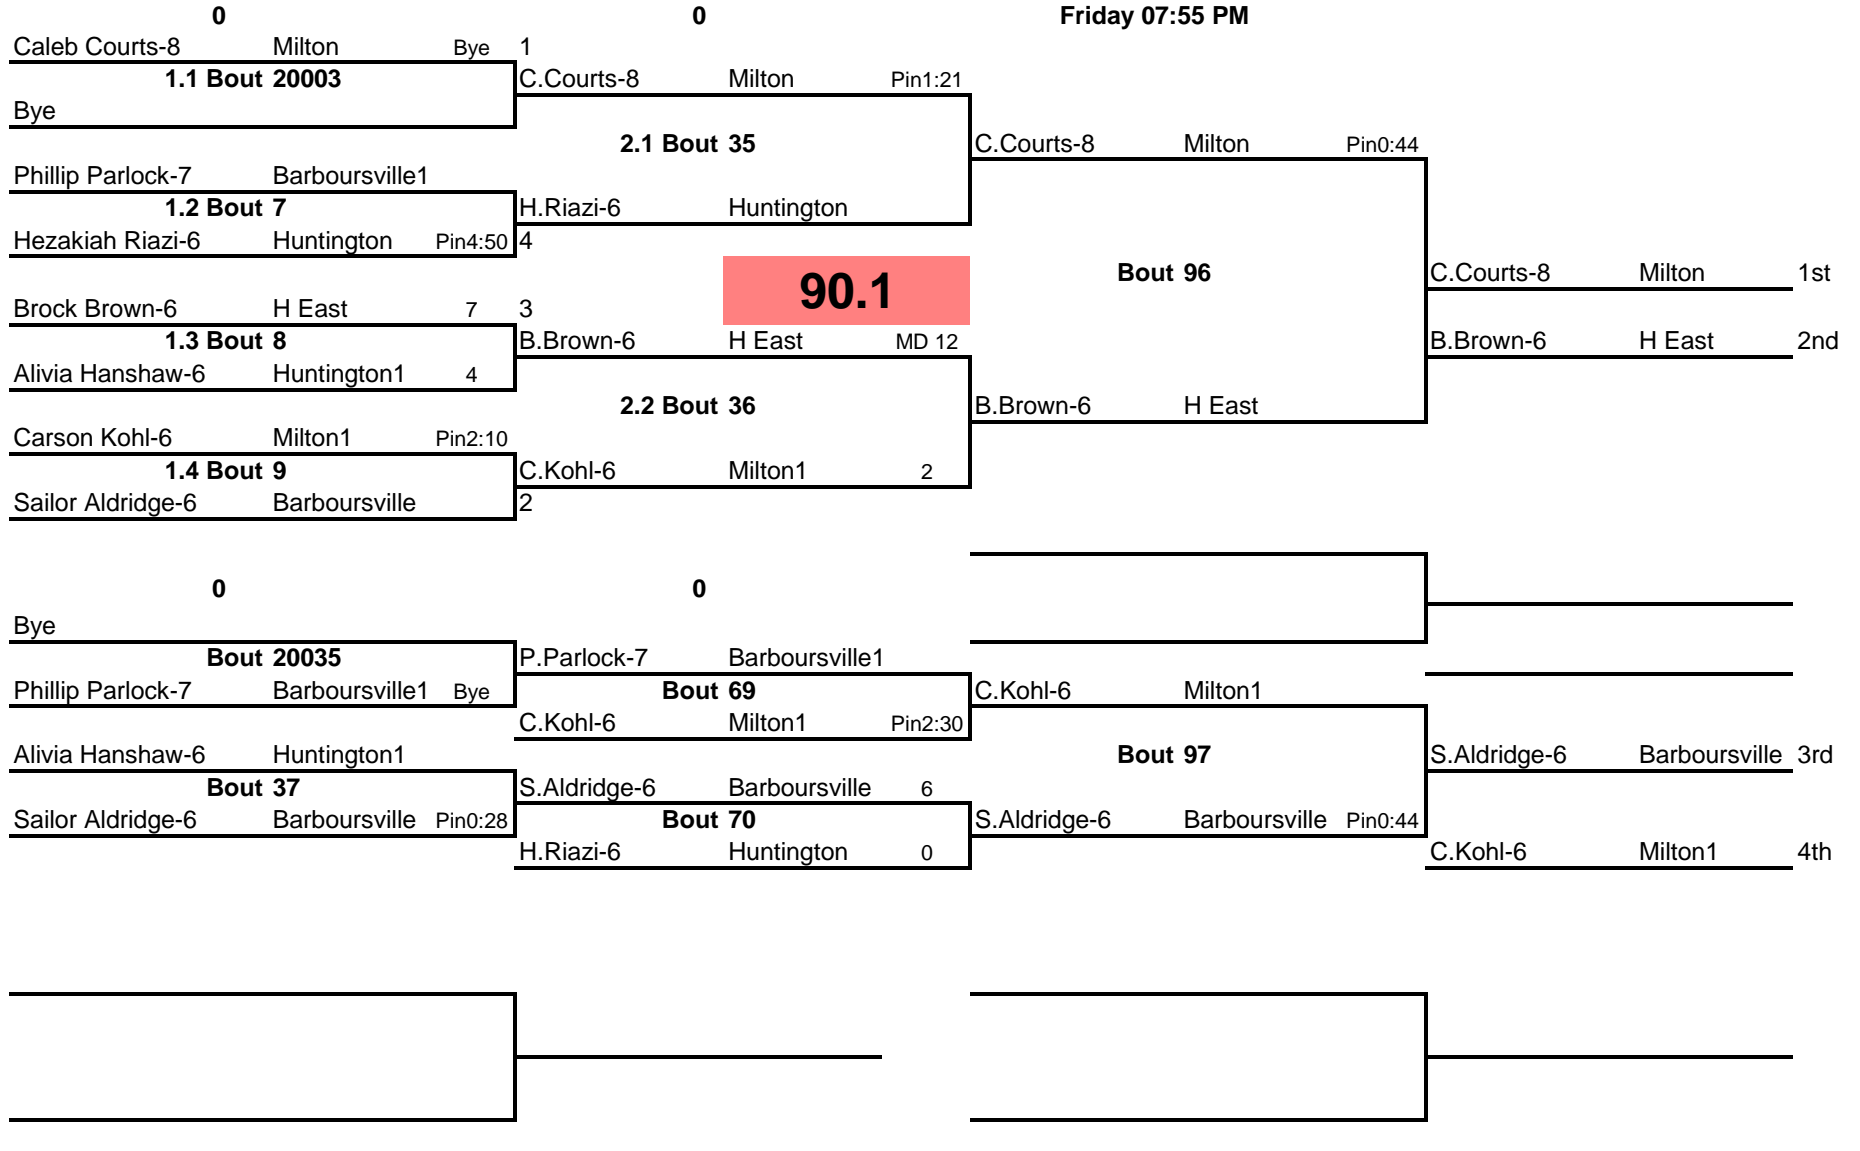 0 0 Friday 07:55 PM
Caleb Courts-8 Milton Bye 1
1.1 Bout 20003 C.Courts-8 Milton Pin1:21
Bye
2.1 Bout 35 C.Courts-8 Milton Pin0:44
Phillip Parlock-7 Barboursville1
1.2 Bout 7 H.Riazi-6 Huntington
Hezakiah Riazi-6 Huntington Pin4:50 4
90.1 Bout 96 C.Courts-8 Milton 1st
Brock Brown-6 H East 7 3
1.3 Bout 8 B.Brown-6 H East MD 12 B.Brown-6 H East 2nd
Alivia Hanshaw-6 Huntington1 4
2.2 Bout 36 B.Brown-6 H East
Carson Kohl-6 Milton1 Pin2:10
1.4 Bout 9 C.Kohl-6 Milton1 2
Sailor Aldridge-6 Barboursville 2
0 0
Bye
Bout 20035 P.Parlock-7 Barboursville1
Phillip Parlock-7 Barboursville1 Bye Bout 69 C.Kohl-6 Milton1
C.Kohl-6 Milton1 Pin2:30
Alivia Hanshaw-6 Huntington1 Bout 97 S.Aldridge-6 Barboursville 3rd
Bout 37 S.Aldridge-6 Barboursville 6
Sailor Aldridge-6 Barboursville Pin0:28 Bout 70 S.Aldridge-6 Barboursville Pin0:44
H.Riazi-6 Huntington 0 C.Kohl-6 Milton1 4th